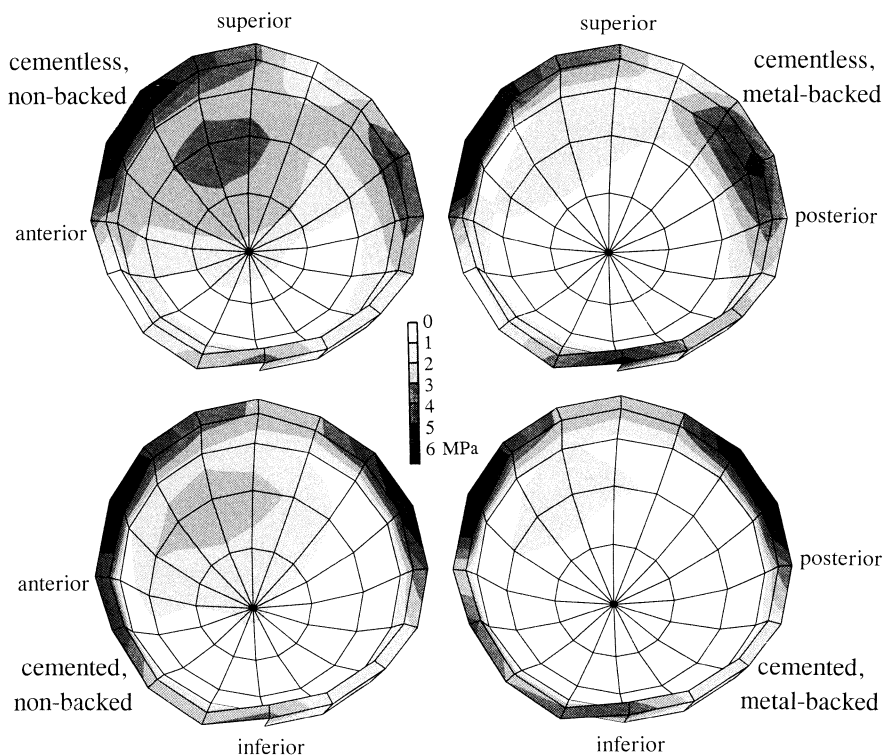 superior
superior
cementless,
non-backed
cementless,
metal-backed
anterior
posterior
0
1
2
3
4
5
6 MPa
anterior
posterior
cemented,
non-backed
cemented,
metal-backed
inferior
inferior